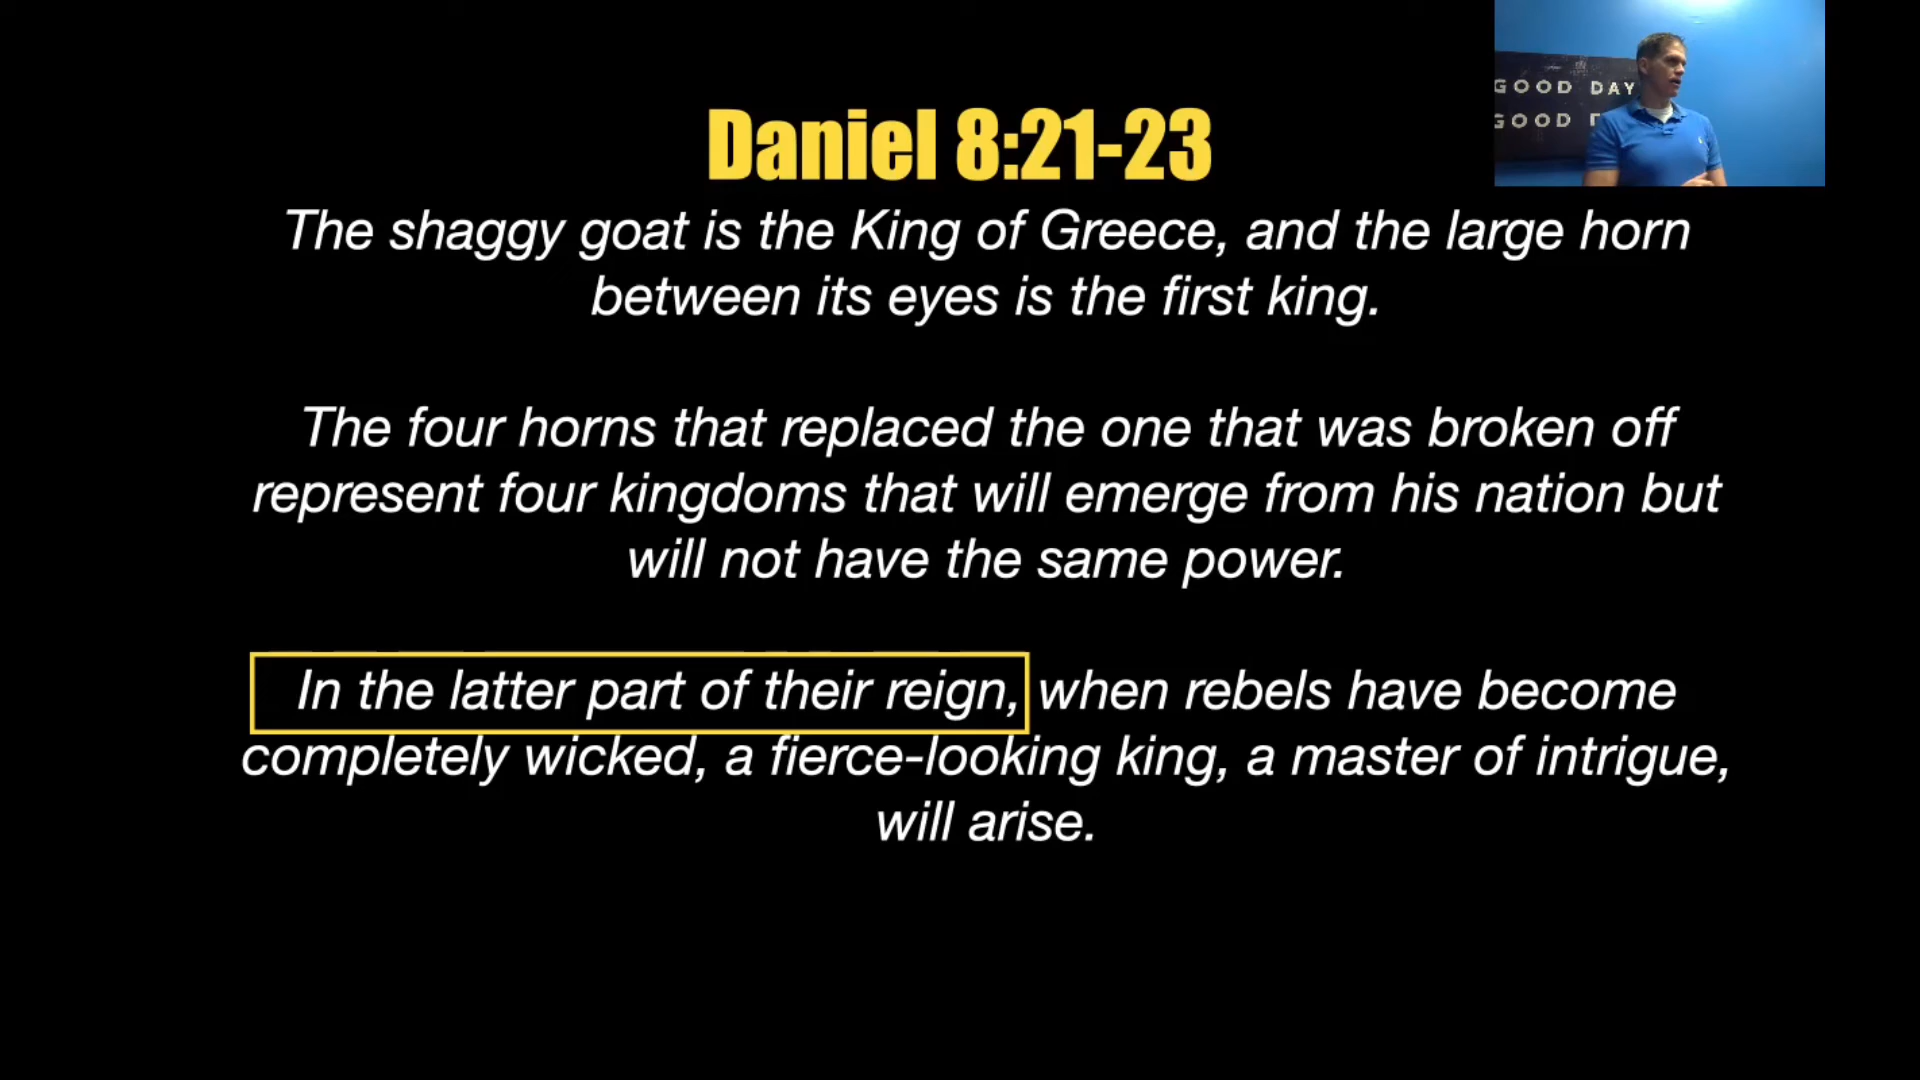 GOOD DAY
GOOD
Daniel 8:21-23
The shaggy goat is the King of Greece, and the large horn
between its eyes is the first king.
The four horns that replaced the one that was broken off
represent four kingdoms that will emerge from his nation but
will not have the same power.
In the latter part of their reign, when rebels have become
completely wicked, a fierce-looking king, a master of intrigue,
will arise.